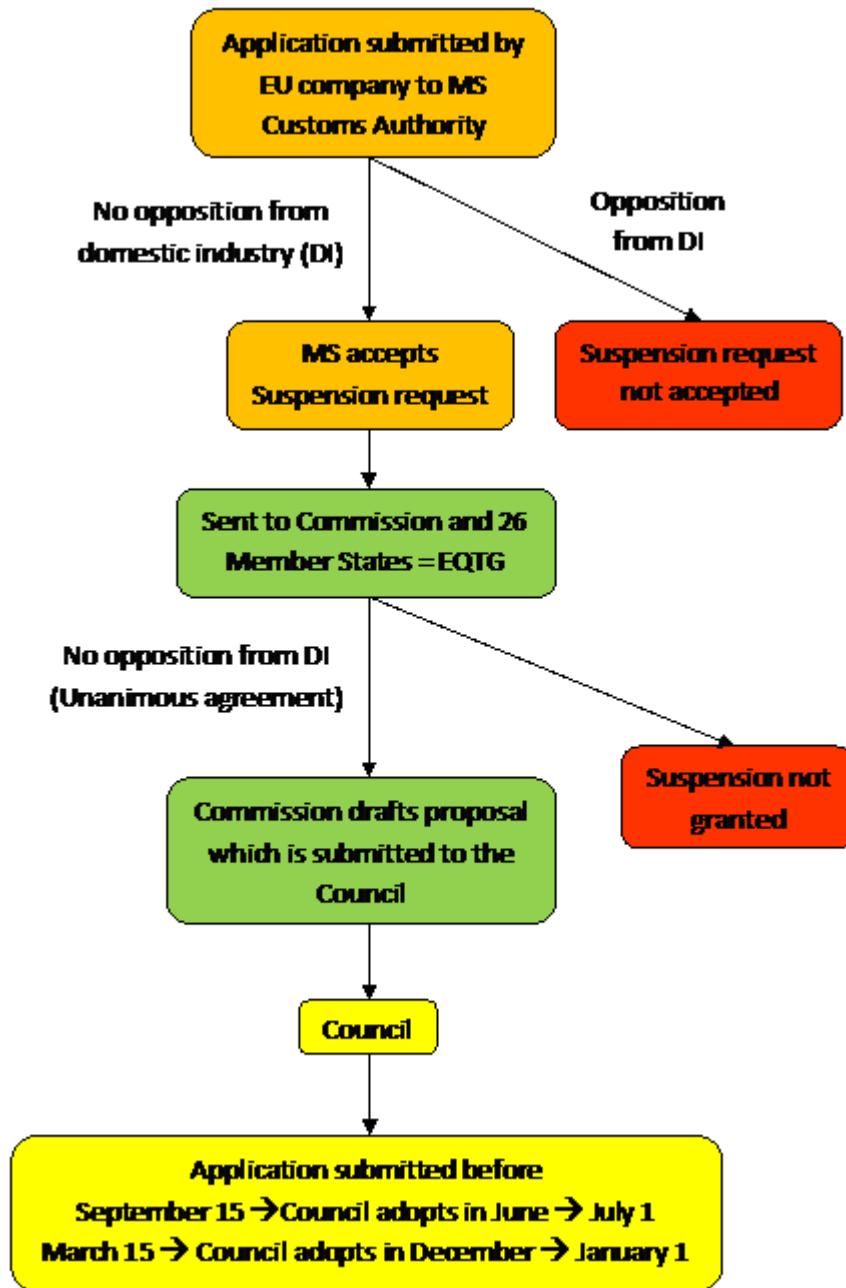 Application submitted by
EU company to MS
Customs Authority
No opposition from
domestic industry (DI)
Opposition
from DI
MS accepts
Suspension request
Suspension request
not accepted
Sent to Commission and 26
Member States = EQTG
No opposition from DI
(Unanimous agreement)
Suspension not
granted
Commission drafts proposal
which is submitted to the
Council
Council
Application submitted before
September 15 →Council adopts in June → July 1
March 15 → Council adopts in December → January 1